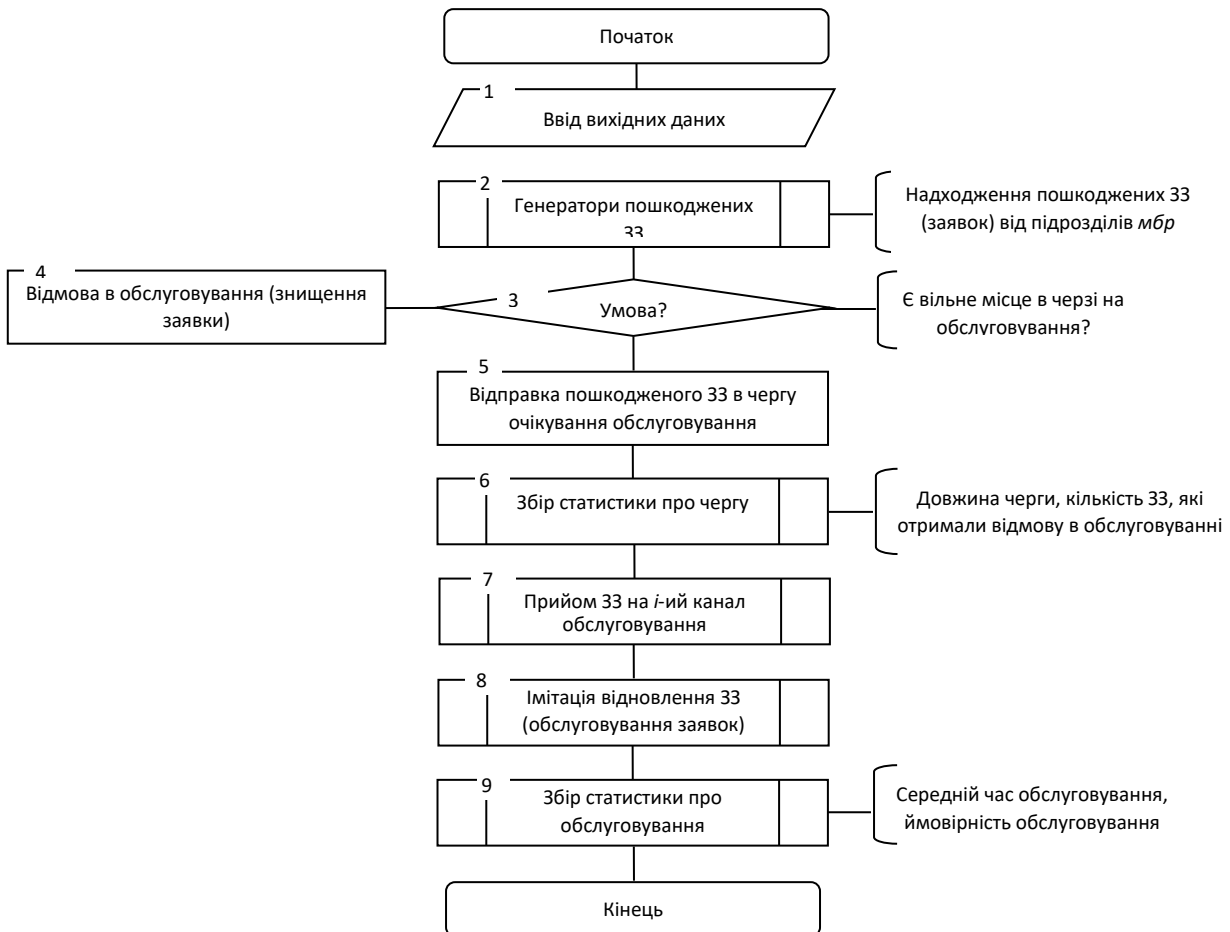 Початок
1
Ввід вихідних даних
2
Генератори пошкоджених
ЗЗ
Надходження пошкоджених ЗЗ
(заявок) від підрозділів мбр
4
Відмова в обслуговування (знищення
заявки)
3
Умова?
Є вільне місце в черзі на
обслуговування?
5
Відправка пошкодженого ЗЗ в чергу
очікування обслуговування
6
Збір статистики про чергу
Довжина черги, кількість ЗЗ, які
отримали відмову в обслуговуванні
7
Прийом ЗЗ на i-ий канал
обслуговування
8
Імітація відновлення ЗЗ
(обслуговування заявок)
9
Збір статистики про
обслуговування
Середній час обслуговування,
ймовірність обслуговування
Кінець